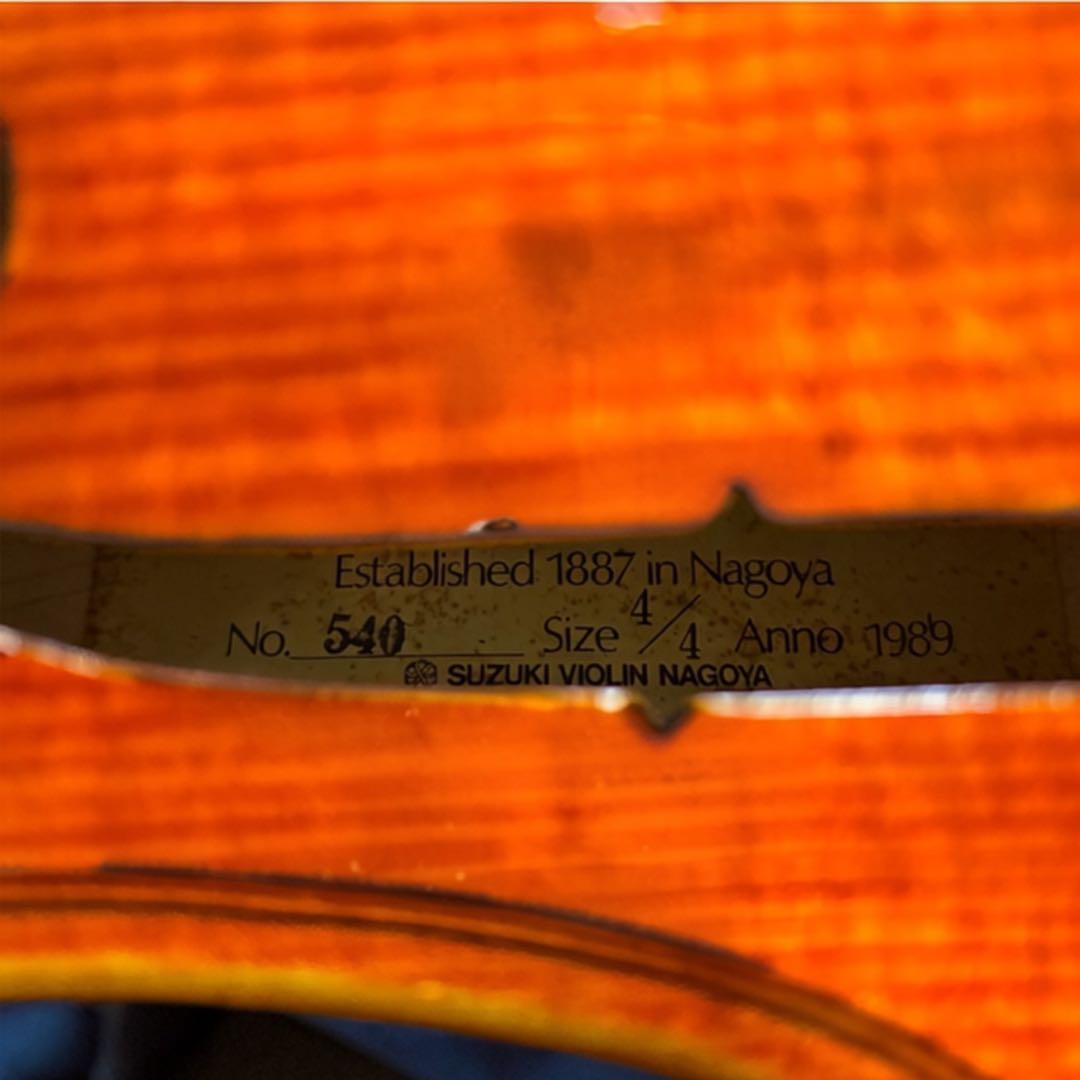 Established 1887 in Nagoya
No. 540 Size 4/4 Anno 1989
SUZUKI VIOLIN NAGOYA